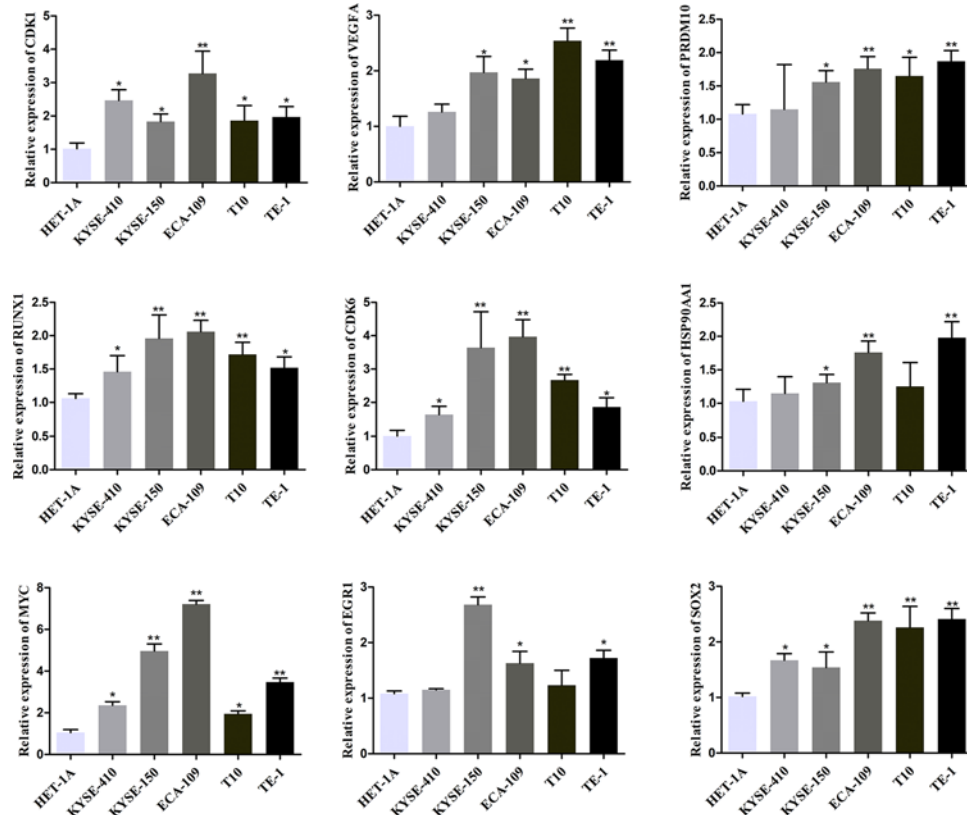 Relative expression of CDK1
5
4
3
2
1
0
* * ** * *
HET-1A KYSE-410 KYSE-150 ECA-109 T10 TE-1
Relative expression of VEGFA
3
2
1
0
* * ** **
HET-1A KYSE-410 KYSE-150 ECA-109 T10 TE-1
Relative expression of PRDM10
2.5
2.0
1.5
1.0
0.5
0.0
* ** * **
HET-1A KYSE-410 KYSE-150 ECA-109 T10 TE-1
Relative expression of RUNX1
2.5
2.0
1.5
1.0
0.5
0.0
* ** ** ** *
HET-1A KYSE-410 KYSE-150 ECA-109 T10 TE-1
Relative expression of CDK6
5
4
3
2
1
0
* ** ** ** *
HET-1A KYSE-410 KYSE-150 ECA-109 T10 TE-1
Relative expression of HSP90AA1
2.5
2.0
1.5
1.0
0.5
0.0
* ** **
HET-1A KYSE-410 KYSE-150 ECA-109 T10 TE-1
Relative expression of MYC
8
6
4
2
0
* ** ** * **
HET-1A KYSE-410 KYSE-150 ECA-109 T10 TE-1
Relative expression of EGR1
3
2
1
0
** * *
HET-1A KYSE-410 KYSE-150 ECA-109 T10 TE-1
Relative expression of SOX2
3
2
1
0
* * ** ** **
HET-1A KYSE-410 KYSE-150 ECA-109 T10 TE-1